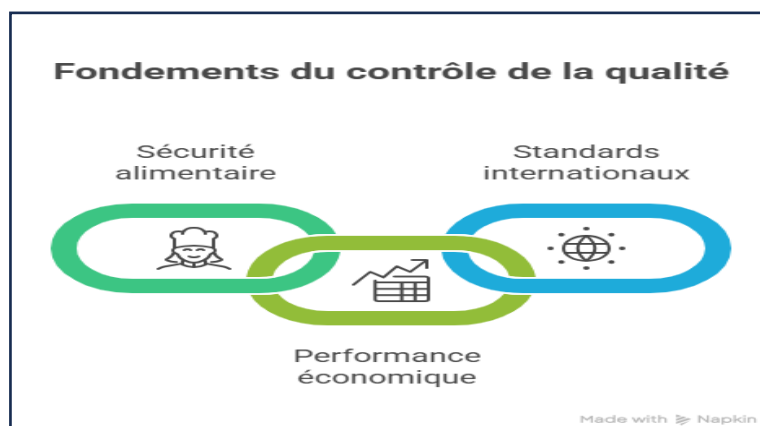 Fondements du contrôle de la qualité
Sécurité
alimentaire
Standards
internationaux
Performance
économique
Made with Napkin